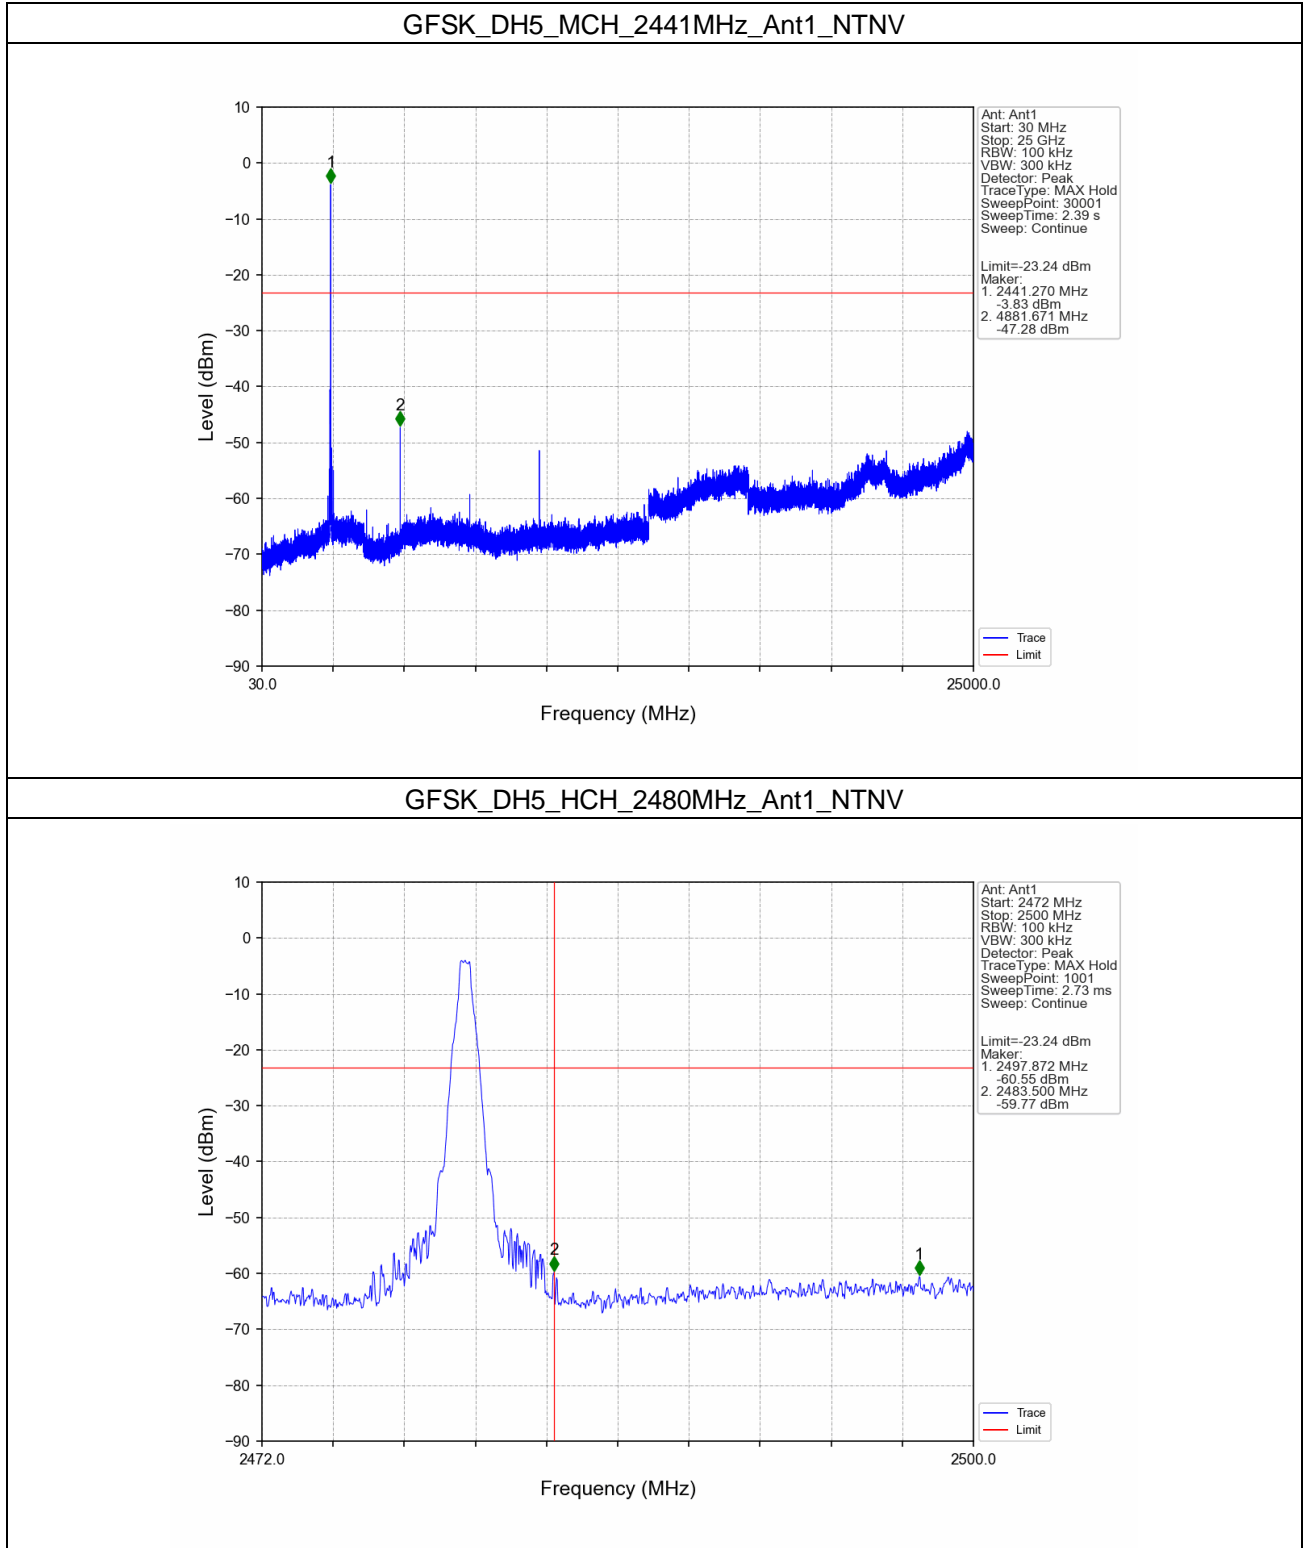 GFSK_DH5_MCH_2441MHz_Ant1_NTNV
10
0
−10
−20
−30
−40
−50
−60
−70
−80
−90
Level (dBm)
1
2
30.0
25000.0
Frequency (MHz)
Ant: Ant1
Start: 30 MHz
Stop: 25 GHz
RBW: 100 kHz
VBW: 300 kHz
Detector: Peak
TraceType: MAX Hold
SweepPoint: 30001
SweepTime: 2.39 s
Sweep: Continue
Limit=-23.24 dBm
Maker:
1. 2441.270 MHz
-3.83 dBm
2. 4881.671 MHz
-47.28 dBm
Trace
Limit
GFSK_DH5_HCH_2480MHz_Ant1_NTNV
10
0
−10
−20
−30
−40
−50
−60
−70
−80
−90
Level (dBm)
2
1
2472.0
2500.0
Frequency (MHz)
Ant: Ant1
Start: 2472 MHz
Stop: 2500 MHz
RBW: 100 kHz
VBW: 300 kHz
Detector: Peak
TraceType: MAX Hold
SweepPoint: 1001
SweepTime: 2.73 ms
Sweep: Continue
Limit=-23.24 dBm
Maker:
1. 2497.872 MHz
-60.55 dBm
2. 2483.500 MHz
-59.77 dBm
Trace
Limit